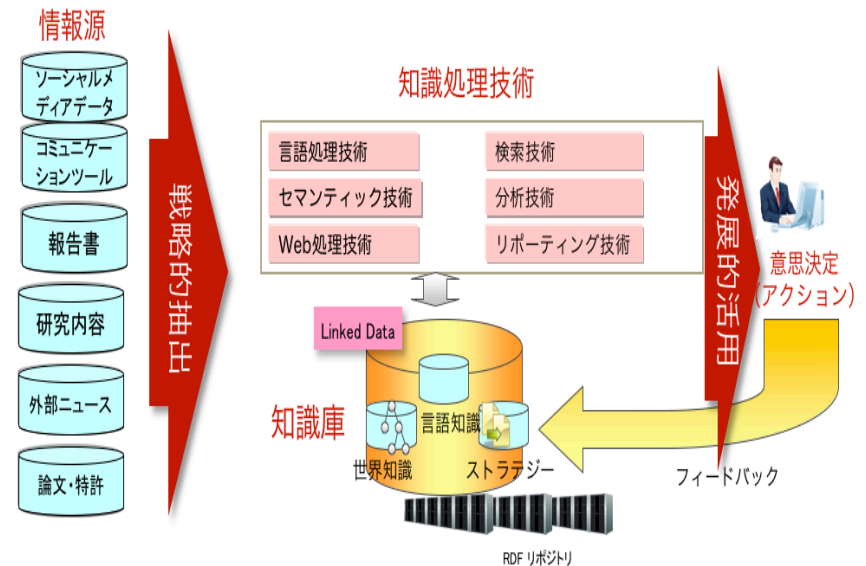 情報源
ソーシャルメ
ディアデータ
コミュニケー
ションツール
報告書
研究内容
外部ニュース
論文・特許
戦略的抽出
知識処理技術
言語処理技術
検索技術
セマンティック技術
分析技術
Web処理技術
リポーティング技術
発展的活用
意思決定
(アクション)
Linked Data
知識庫
言語知識
世界知識
ストラテジー
フィードバック
RDF リポジトリ